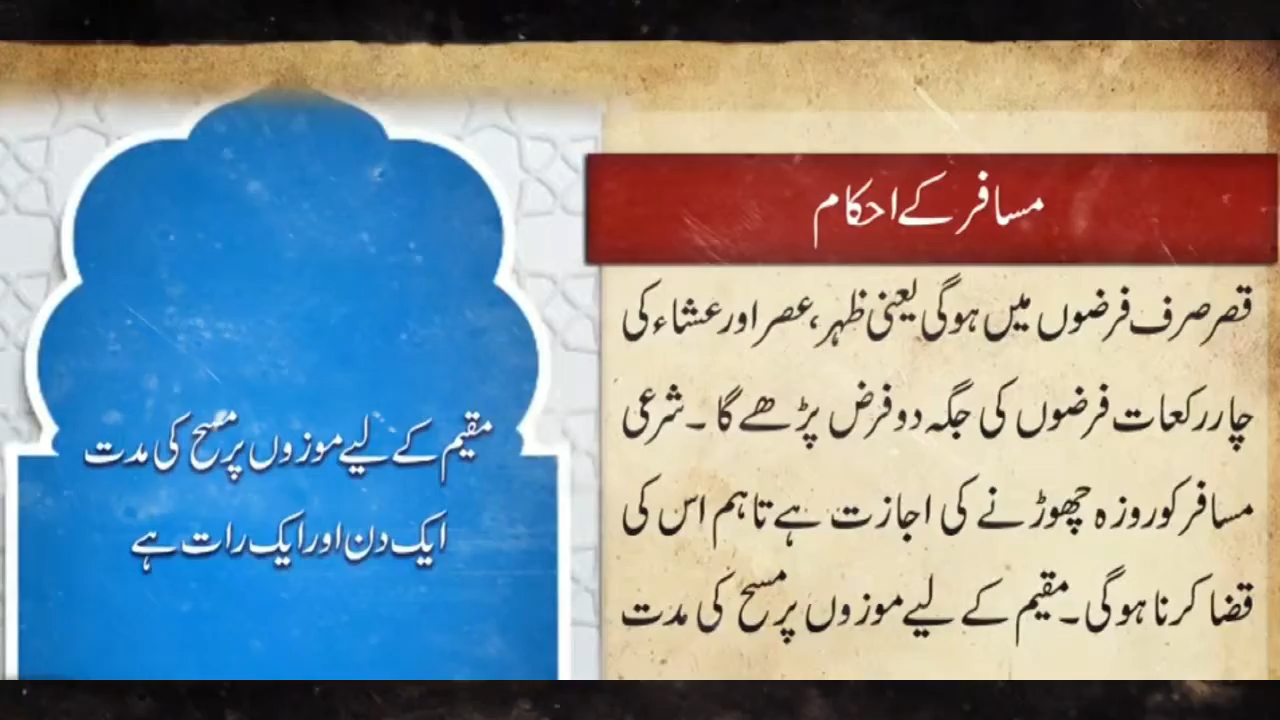 مسافر کے احکام
قصر صرف فرضوں میں ہوگی یعنی ظہر، عصر اور عشاء کی
چار رکعات فرضوں کی جگہ دو فرض پڑھے گا ۔ شرعی
مسافر کو روزہ چھوڑنے کی اجازت ہے تاہم اس کی
قضا کرنا ہوگی ۔ مقیم کے لیے موزوں پر مسح کی مدت
مقیم کے لیے موزوں پر مسح کی مدت
ایک دن اور ایک رات ہے